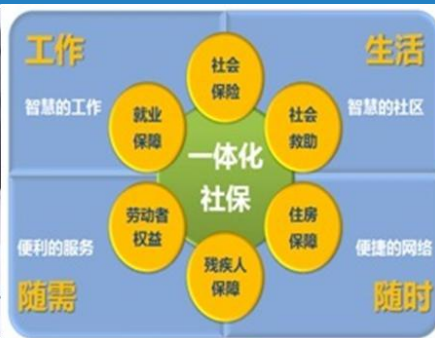 工作
智慧的工作
生活
智慧的社区
社会
保险
就业
保障
社会
救助
一体化
社保
劳动者
权益
住房
保障
残疾人
保障
便利的服务
随需
便捷的网络
随时